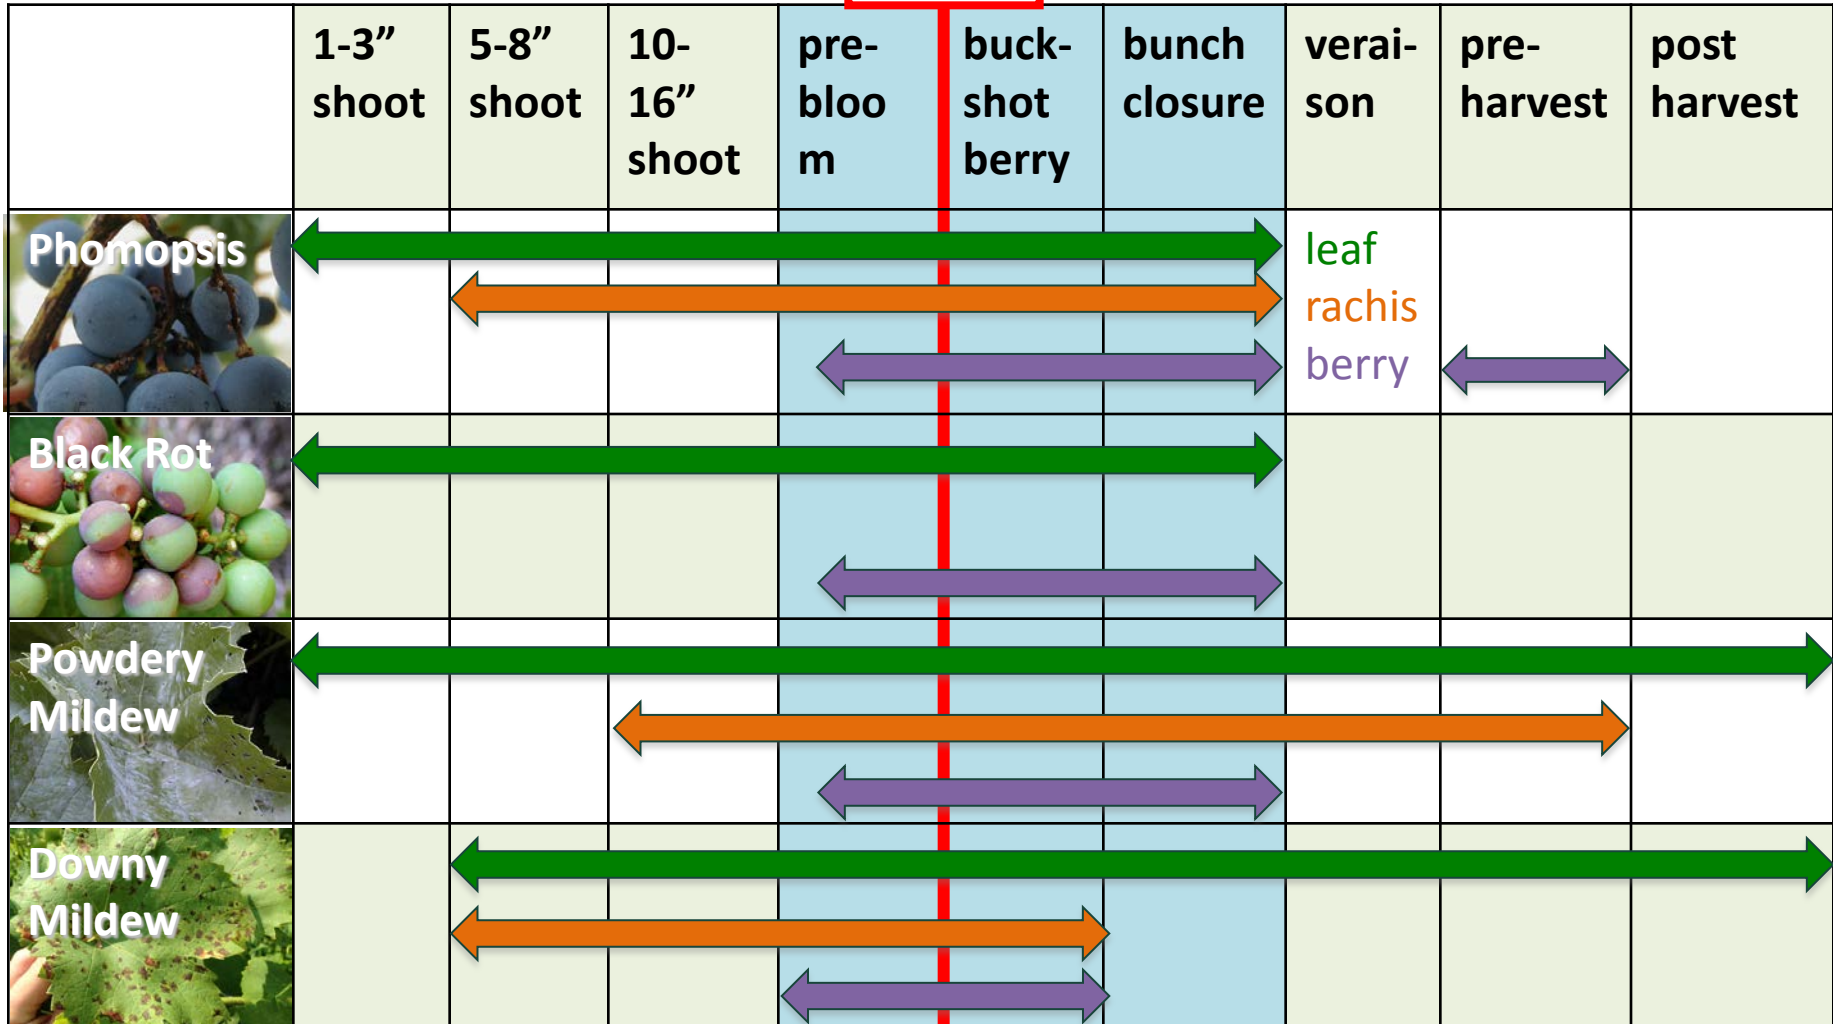 1-3”
shoot
5-8”
shoot
10-
16”
shoot
pre-
bloo
m
buck-
shot
berry
bunch
closure
verai-
son
pre-
harvest
post
harvest
Phomopsis
leaf
rachis
berry
Black Rot
Powdery
Mildew
Downy
Mildew